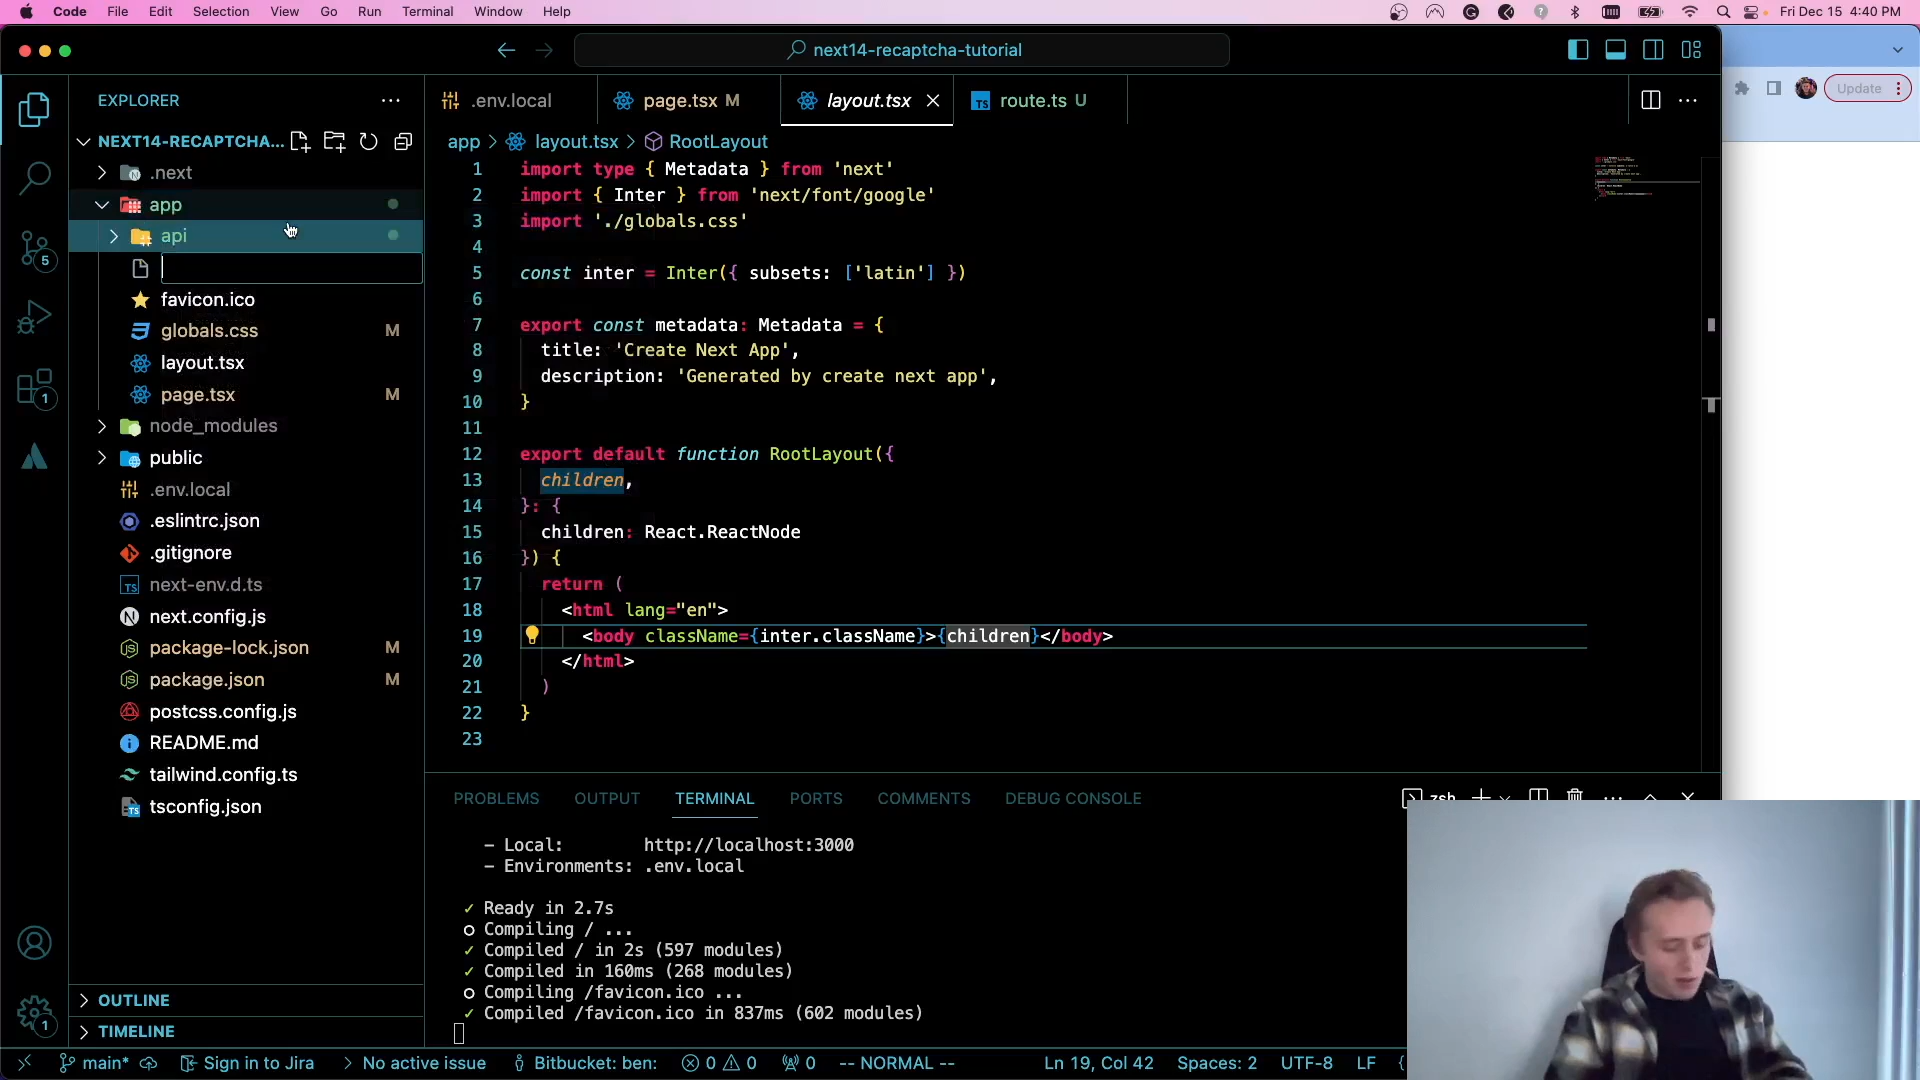 Code File Edit Selection View Go Run Terminal Window Help
Fri Dec 15 4:40 PM
next14-recaptcha-tutorial
Update
EXPLORER
NEXT14-RECAPTCHA...
.next
app
api
favicon.ico
globals.css M
layout.tsx
page.tsx M
node_modules
public
.env.local
.eslintrc.json
.gitignore
next-env.d.ts
next.config.js
package-lock.json M
package.json M
postcss.config.js
README.md
tailwind.config.ts
tsconfig.json
OUTLINE
TIMELINE
5
1
1
.env.local page.tsx M layout.tsx route.ts U
app > layout.tsx > RootLayout
1 import type { Metadata } from 'next'
2 import { Inter } from 'next/font/google'
3 import './globals.css'
4
5 const inter = Inter({ subsets: ['latin'] })
6
7 export const metadata: Metadata = {
8 title: 'Create Next App',
9 description: 'Generated by create next app',
10 }
11
12 export default function RootLayout({
13 children,
14 }: {
15 children: React.ReactNode
16 }) {
17 return (
18 <html lang="en">
19 <body className={inter.className}>{children}</body>
20 </html>
21 )
22 }
23
PROBLEMS OUTPUT TERMINAL PORTS COMMENTS DEBUG CONSOLE
zsh
- Local: http://localhost:3000
- Environments: .env.local
✓ Ready in 2.7s
○ Compiling / ...
✓ Compiled / in 2s (597 modules)
✓ Compiled in 160ms (268 modules)
○ Compiling /favicon.ico ...
✓ Compiled /favicon.ico in 837ms (602 modules)
main* Sign in to Jira No active issue Bitbucket: ben: 0 0 0 -- NORMAL -- Ln 19, Col 42 Spaces: 2 UTF-8 LF {